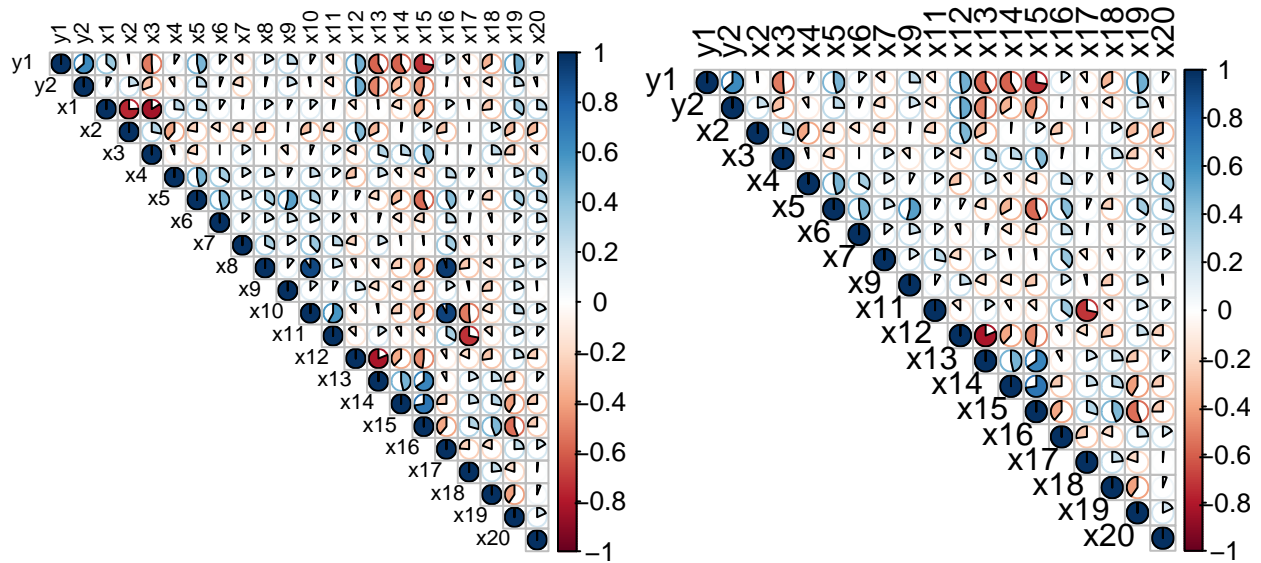 y1 y2 x1 x2 x3 x4 x5 x6 x7 x8 x9 x10 x11 x12 x13 x14 x15 x16 x17 x18 x19 x20
y1
y2
x1
x2
x3
x4
x5
x6
x7
x8
x9
x10
x11
x12
x13
x14
x15
x16
x17
x18
x19
x20
1
0.8
0.6
0.4
0.2
0
−0.2
−0.4
−0.6
−0.8
−1
y1 y2 x2 x3 x4 x5 x6 x7 x9 x11 x12 x13 x14 x15 x16 x17 x18 x19 x20
y1
y2
x2
x3
x4
x5
x6
x7
x9
x11
x12
x13
x14
x15
x16
x17
x18
x19
x20
1
0.8
0.6
0.4
0.2
0
−0.2
−0.4
−0.6
−0.8
−1